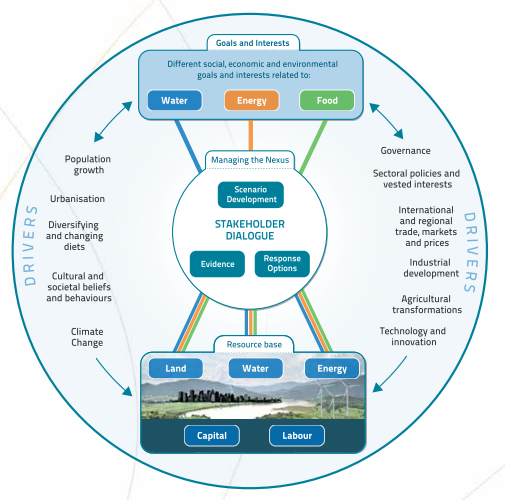 Goals and Interests
Different social, economic and environmental
goals and interests related to:
Water
Energy
Food
Managing the Nexus
Scenario
Development
STAKEHOLDER
DIALOGUE
Evidence
Response
Options
Resource base
Land
Water
Energy
Capital
Labour
DRIVERS
Population
growth
Urbanisation
Diversifying
and changing
diets
Cultural and
societal beliefs
and behaviours
Climate
Change
DRIVERS
Governance
Sectoral policies and
vested interests
International
and regional
trade, markets
and prices
Industrial
development
Agricultural
transformations
Technology and
innovation